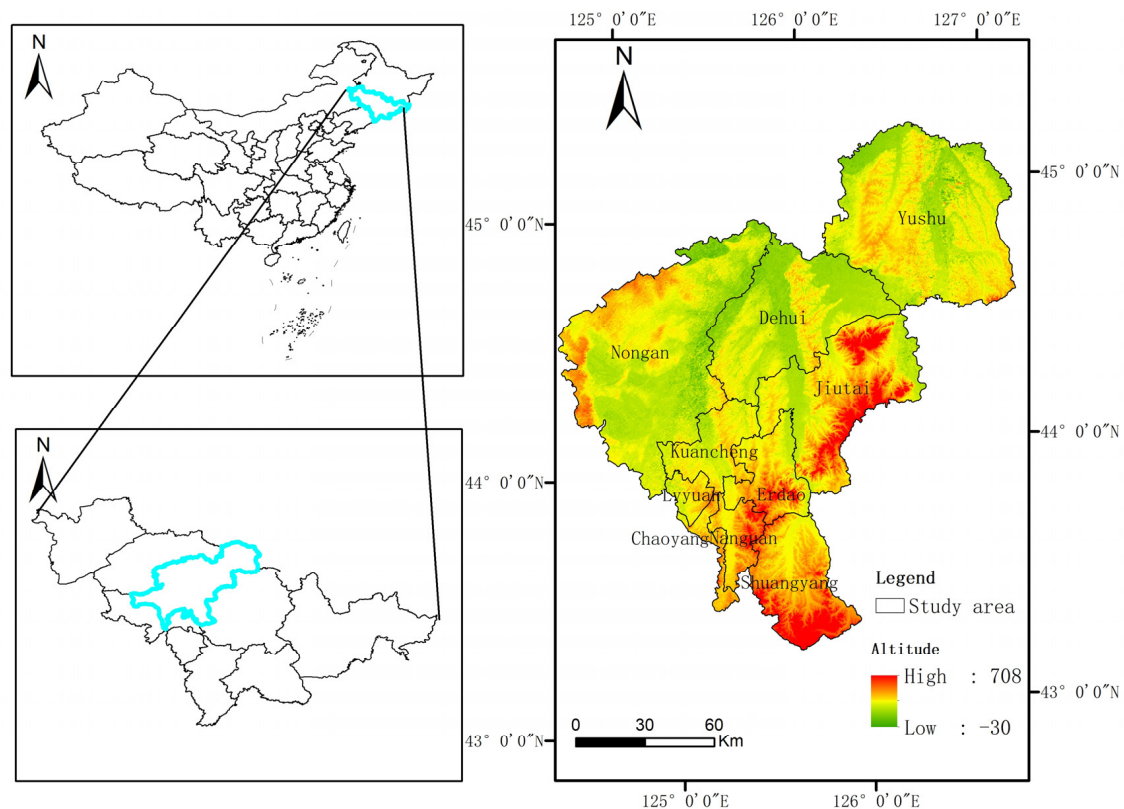 N
N
125° 0'0"E
126° 0'0"E
127° 0'0"E
N
45° 0'0"N
44° 0'0"N
43° 0'0"N
45° 0'0"N
44° 0'0"N
43° 0'0"N
Yushu
Dehui
Nongan
Jiutai
Kuancheng
Lvyuan
Erdao
Chaoyang
Nanguan
Shuangyang
Legend
Study area
Altitude
High : 708
Low : -30
0 30 60
Km
125° 0'0"E
126° 0'0"E